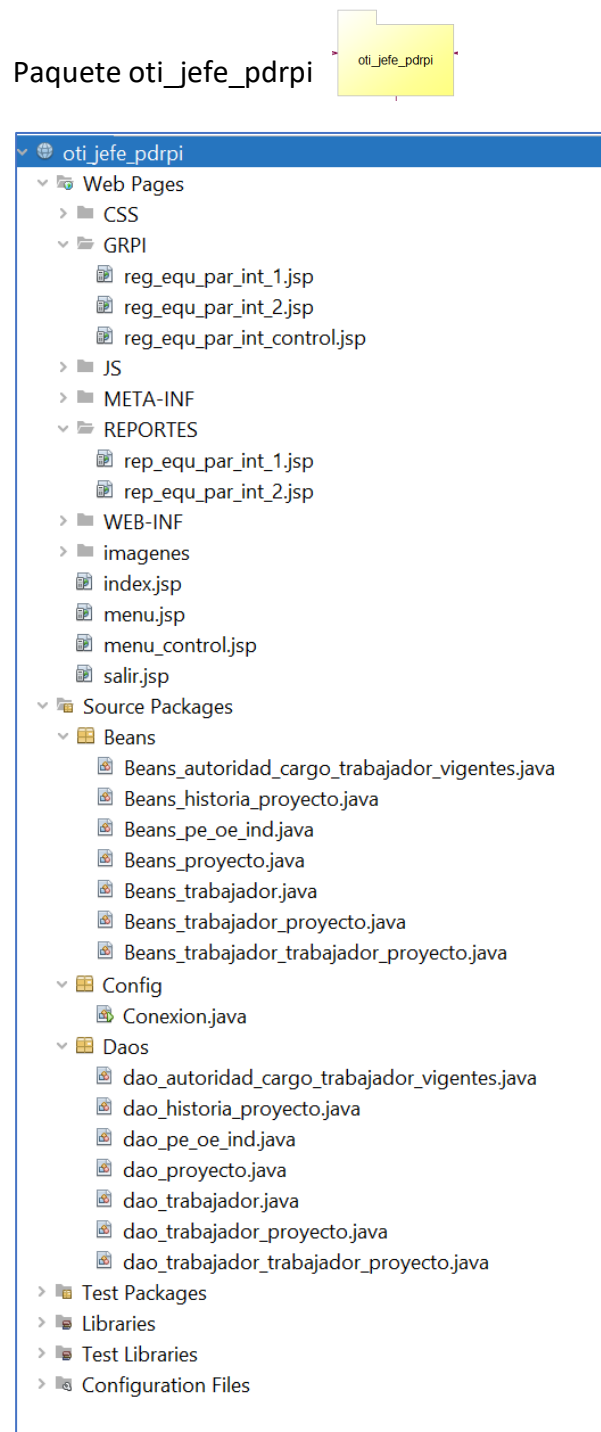 Paquete oti_jefe_pdrpi
oti_jefe_pdrpi
oti_jefe_pdrpi
Web Pages
CSS
GRPI
reg_equ_par_int_1.jsp
reg_equ_par_int_2.jsp
reg_equ_par_int_control.jsp
JS
META-INF
REPORTES
rep_equ_par_int_1.jsp
rep_equ_par_int_2.jsp
WEB-INF
imagenes
index.jsp
menu.jsp
menu_control.jsp
salir.jsp
Source Packages
Beans
Beans_autoridad_cargo_trabajador_vigentes.java
Beans_historia_proyecto.java
Beans_pe_oe_ind.java
Beans_proyecto.java
Beans_trabajador.java
Beans_trabajador_proyecto.java
Beans_trabajador_trabajador_proyecto.java
Config
Conexion.java
Daos
dao_autoridad_cargo_trabajador_vigentes.java
dao_historia_proyecto.java
dao_pe_oe_ind.java
dao_proyecto.java
dao_trabajador.java
dao_trabajador_proyecto.java
dao_trabajador_trabajador_proyecto.java
Test Packages
Libraries
Test Libraries
Configuration Files